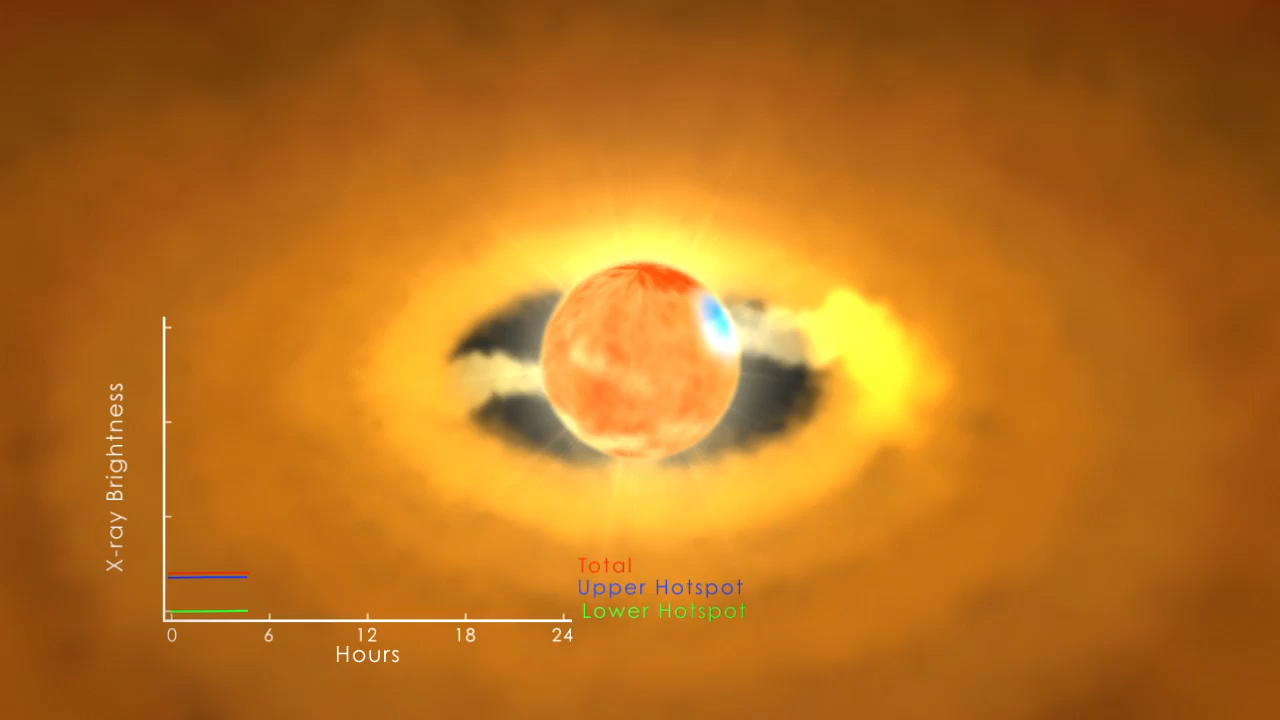 X-ray Brightness
Total
Upper Hotspot
Lower Hotspot
0 6 12 18 24
Hours